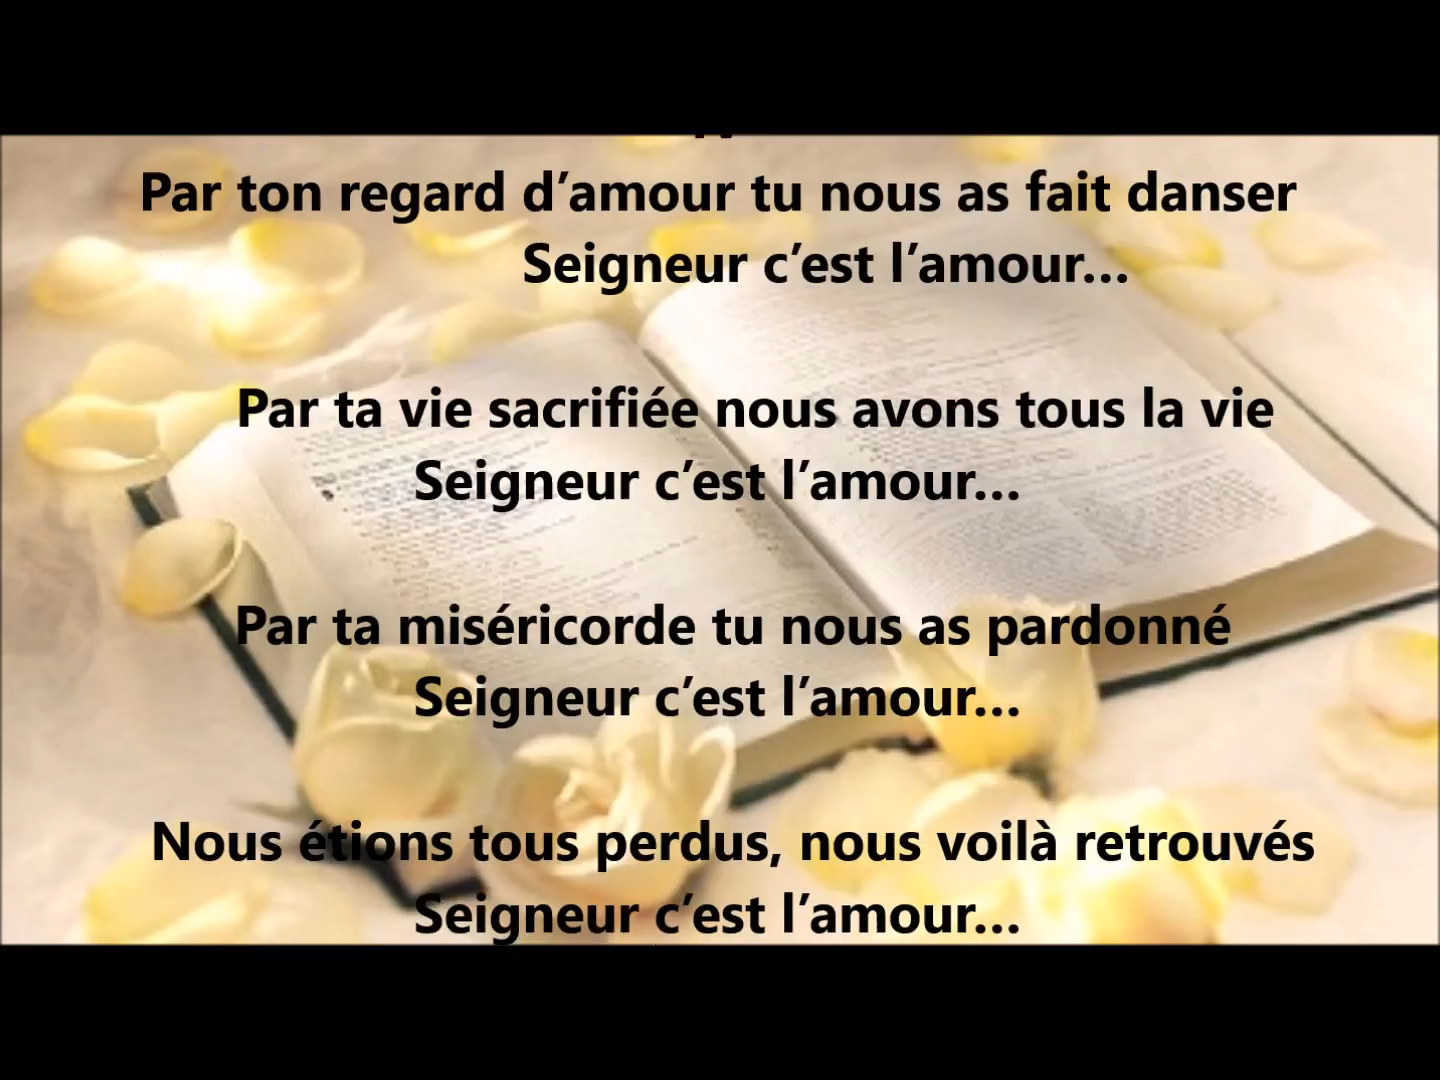 Par ton regard d’amour tu nous as fait danser
Seigneur c’est l’amour...
Par ta vie sacrifiée nous avons tous la vie
Seigneur c’est l’amour...
Par ta miséricorde tu nous as pardonné
Seigneur c’est l’amour...
Nous étions tous perdus, nous voilà retrouvés
Seigneur c’est l’amour...